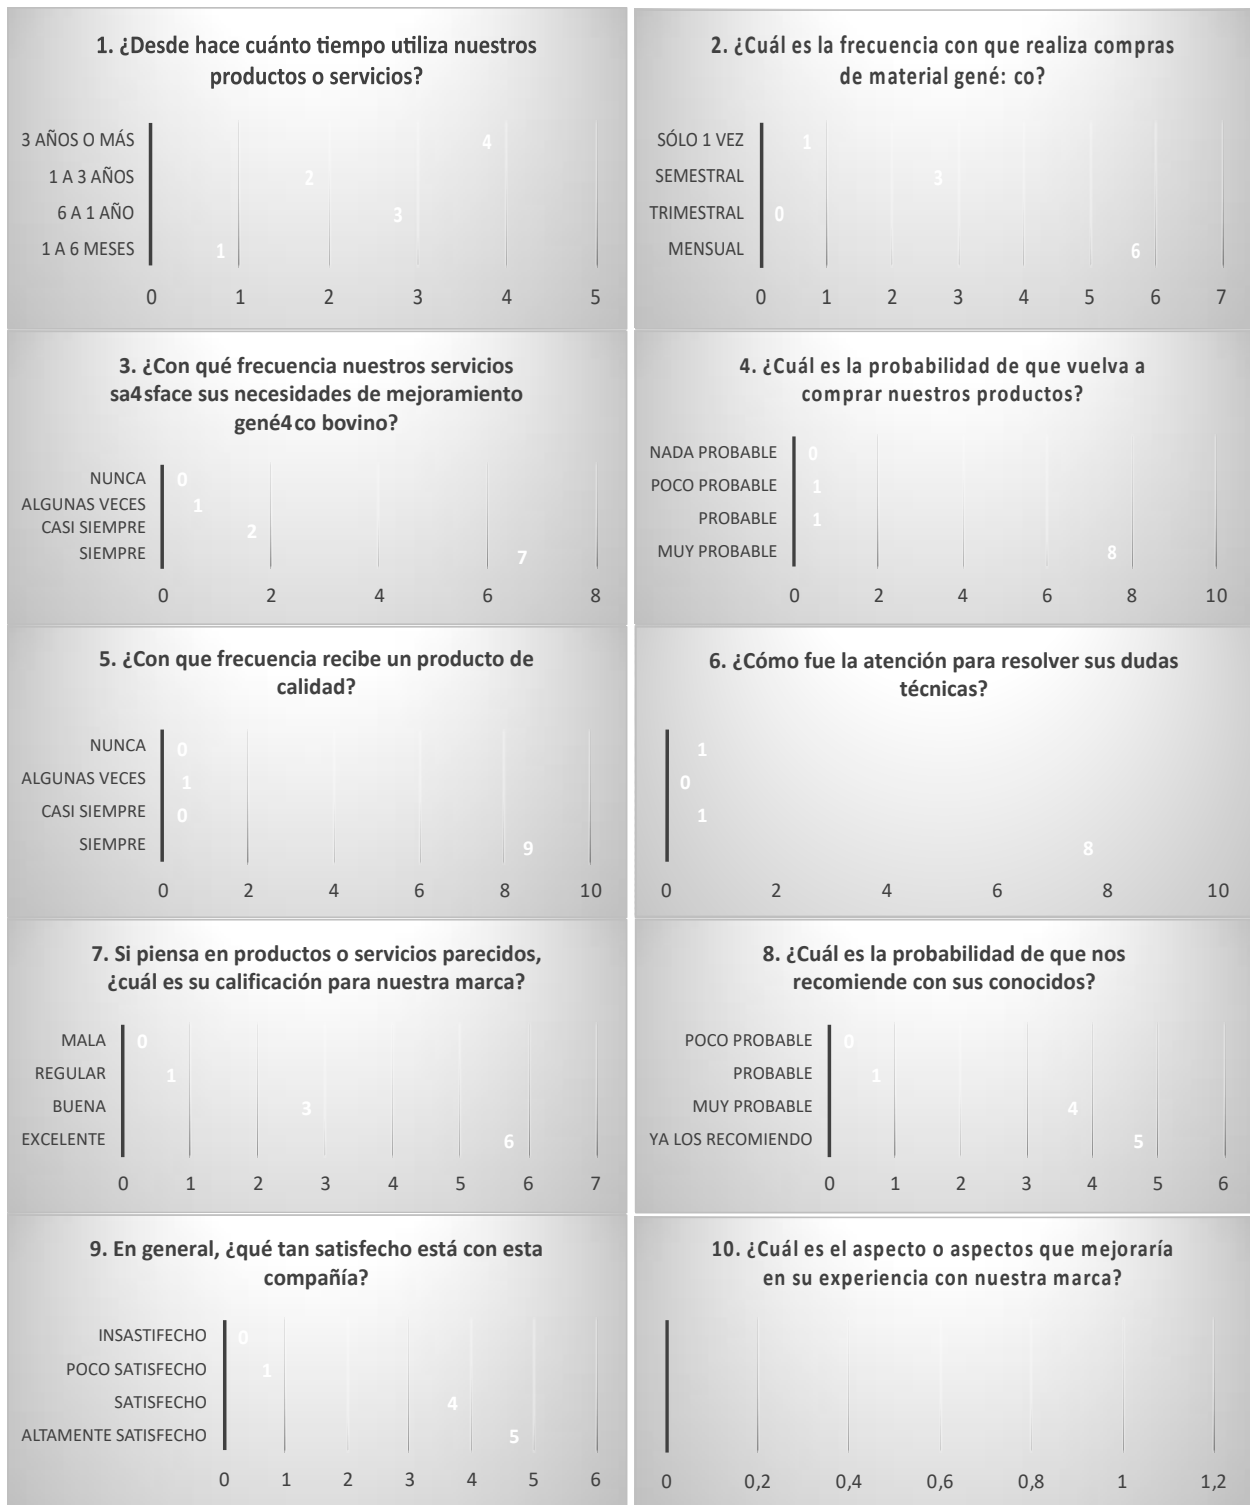 1. ¿Desde hace cuánto tiempo utiliza nuestros
productos o servicios?
3 AÑOS O MÁS
4
1 A 3 AÑOS
2
6 A 1 AÑO
3
1 A 6 MESES
1
0 1 2 3 4 5
2. ¿Cuál es la frecuencia con que realiza compras
de material gené: co?
SÓLO 1 VEZ
1
SEMESTRAL
3
TRIMESTRAL
0
MENSUAL
6
0 1 2 3 4 5 6 7
3. ¿Con qué frecuencia nuestros servicios
sa4sface sus necesidades de mejoramiento
gené4co bovino?
NUNCA
0
ALGUNAS VECES
1
CASI SIEMPRE
2
SIEMPRE
7
0 2 4 6 8
4. ¿Cuál es la probabilidad de que vuelva a
comprar nuestros productos?
NADA PROBABLE
0
POCO PROBABLE
1
PROBABLE
1
MUY PROBABLE
8
0 2 4 6 8 10
5. ¿Con que frecuencia recibe un producto de
calidad?
NUNCA
0
ALGUNAS VECES
1
CASI SIEMPRE
0
SIEMPRE
9
0 2 4 6 8 10
6. ¿Cómo fue la atención para resolver sus dudas
técnicas?
1
0
1
8
0 2 4 6 8 10
7. Si piensa en productos o servicios parecidos,
¿cuál es su calificación para nuestra marca?
MALA
0
REGULAR
1
BUENA
3
EXCELENTE
6
0 1 2 3 4 5 6 7
8. ¿Cuál es la probabilidad de que nos
recomiende con sus conocidos?
POCO PROBABLE
0
PROBABLE
1
MUY PROBABLE
4
YA LOS RECOMIENDO
5
0 1 2 3 4 5 6
9. En general, ¿qué tan satisfecho está con esta
compañía?
INSASTIFECHO
0
POCO SATISFECHO
1
SATISFECHO
4
ALTAMENTE SATISFECHO
5
0 1 2 3 4 5 6
10. ¿Cuál es el aspecto o aspectos que mejoraría
en su experiencia con nuestra marca?
0 0,2 0,4 0,6 0,8 1 1,2